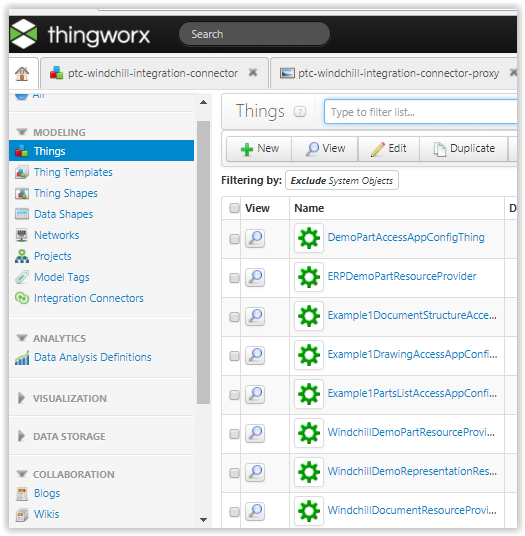 thingworx
Search
ptc-windchill-integration-connector
ptc-windchill-integration-connector-proxy
All
MODELING
Things
Thing Templates
Thing Shapes
Data Shapes
Networks
Projects
Model Tags
Integration Connectors
ANALYTICS
Data Analysis Definitions
VISUALIZATION
DATA STORAGE
COLLABORATION
Blogs
Wikis
Things ?
Type to filter list...
New View Edit Duplicate
Filtering by: Exclude System Objects
View Name D
DemoPartAccessAppConfigThing
ERPDemoPartResourceProvider
Example1DocumentStructureAcce...
Example1DrawingAccessAppConfi...
Example1PartsListAccessAppConfi...
WindchillDemoPartResourceProvi...
WindchillDemoRepresentationRes...
WindchillDocumentResourceProvi...